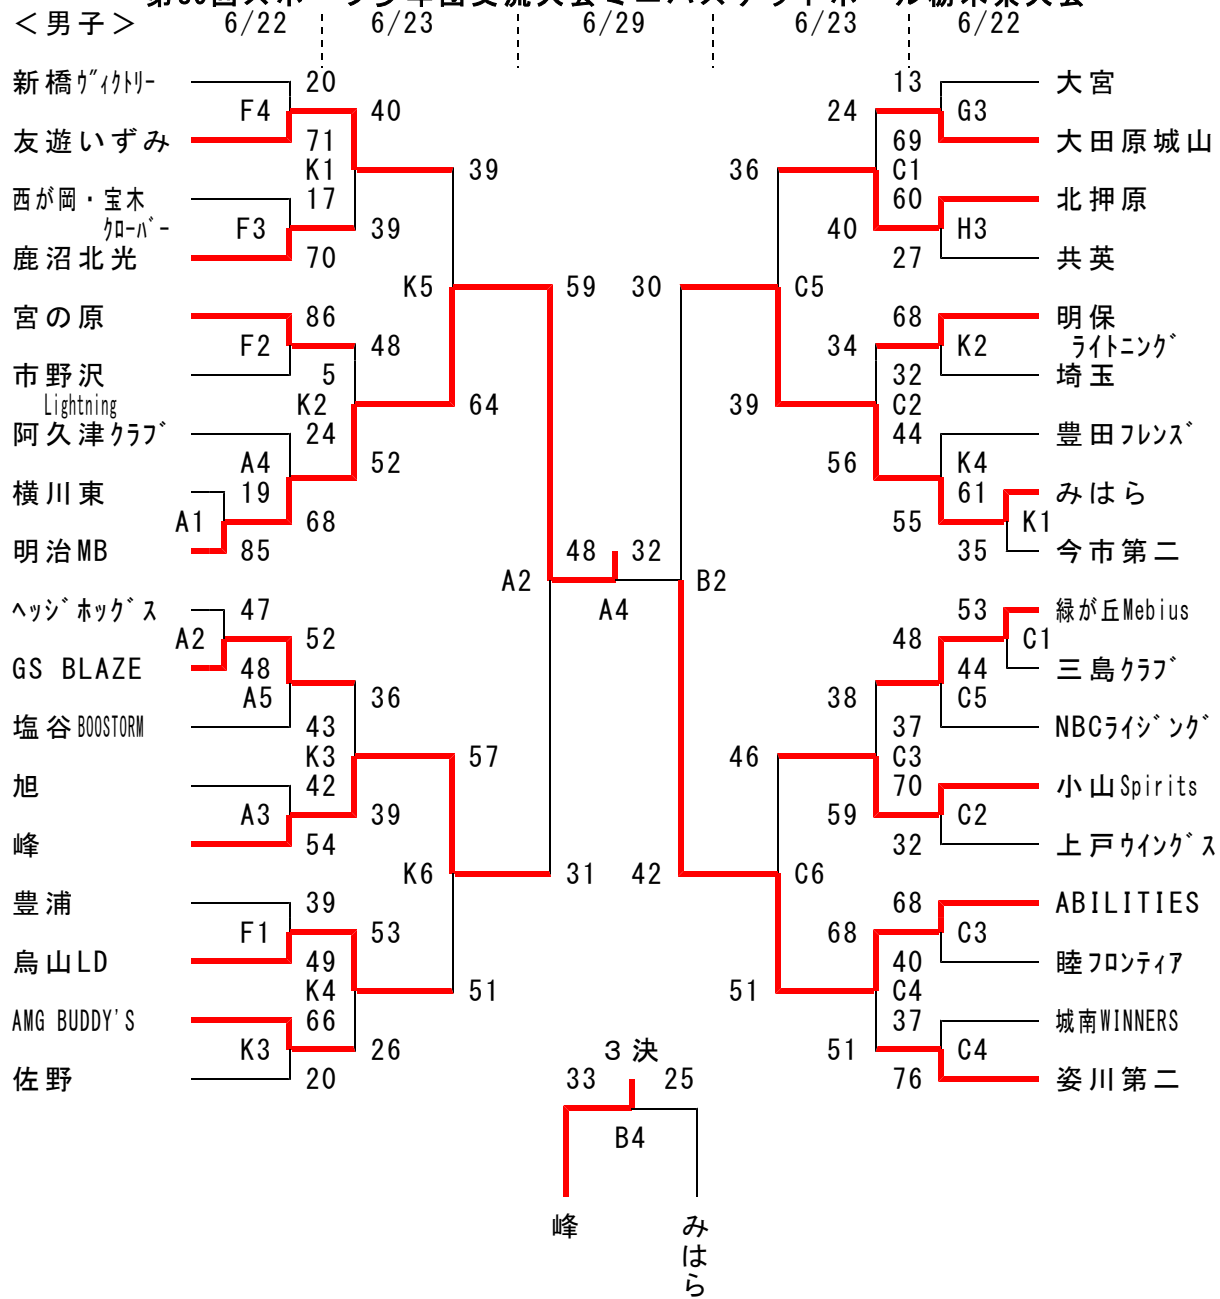 ＜男子＞ 6/22 6/23 6/29 6/23 6/22
新橋ｳﾞｨｸﾄﾘｰ 20 13 大宮
F4 40 24 G3
友遊いずみ 71 69 大田原城山
K1 39 36 C1
西が岡・宝木 17 60 北押原
ｸﾛｰﾊﾞｰ F3 39 40 H3
鹿沼北光 70 27 共英
K5 59 30 C5
宮の原 86 68 明保
F2 48 34 K2 ﾗｲﾄﾆﾝｸﾞ
市野沢 5 32 埼玉
Lightning K2 64 39 C2
阿久津ｸﾗﾌﾞ 24 44 豊田ﾌﾚﾝｽﾞ
A4 52 56 K4
横川東 19 61 みはら
A1 68 55 K1
明治MB 85 48 32 35 今市第二
A2 B2
A4
ﾍｯｼﾞﾎｯｸﾞｽ 47 53 緑が丘Mebius
A2 52 48 C1
GS BLAZE 48 44 三島ｸﾗﾌﾞ
A5 36 38 C5
塩谷BOOSTORM 43 37 NBCﾗｲｼﾞﾝｸﾞ
K3 57 46 C3
旭 42 70 小山Spirits
A3 39 59 C2
峰 54 32 上戸ｳｲﾝｸﾞｽ
K6 31 42 C6
豊浦 39 68 ABILITIES
F1 53 68 C3
烏山LD 49 40 睦ﾌﾛﾝﾃｨｱ
K4 51 51 C4
AMG BUDDY'S 66 37 城南WINNERS
K3 26 51 C4
３決
佐野 20 33 25 76 姿川第二
B4
峰 みはら